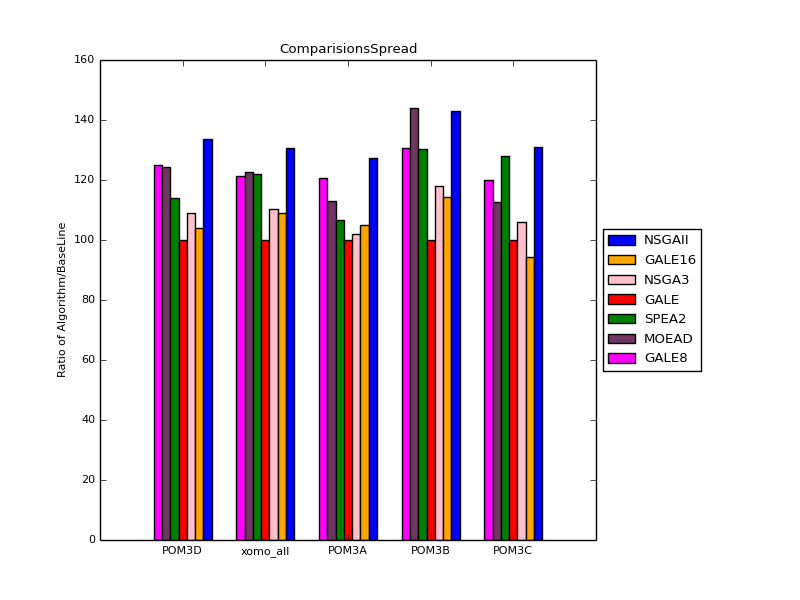 ComparisionsSpread
Ratio of Algorithm/BaseLine
160
140
120
100
80
60
40
20
0
POM3D xomo_all POM3A POM3B POM3C
NSGAII
GALE16
NSGA3
GALE
SPEA2
MOEAD
GALE8